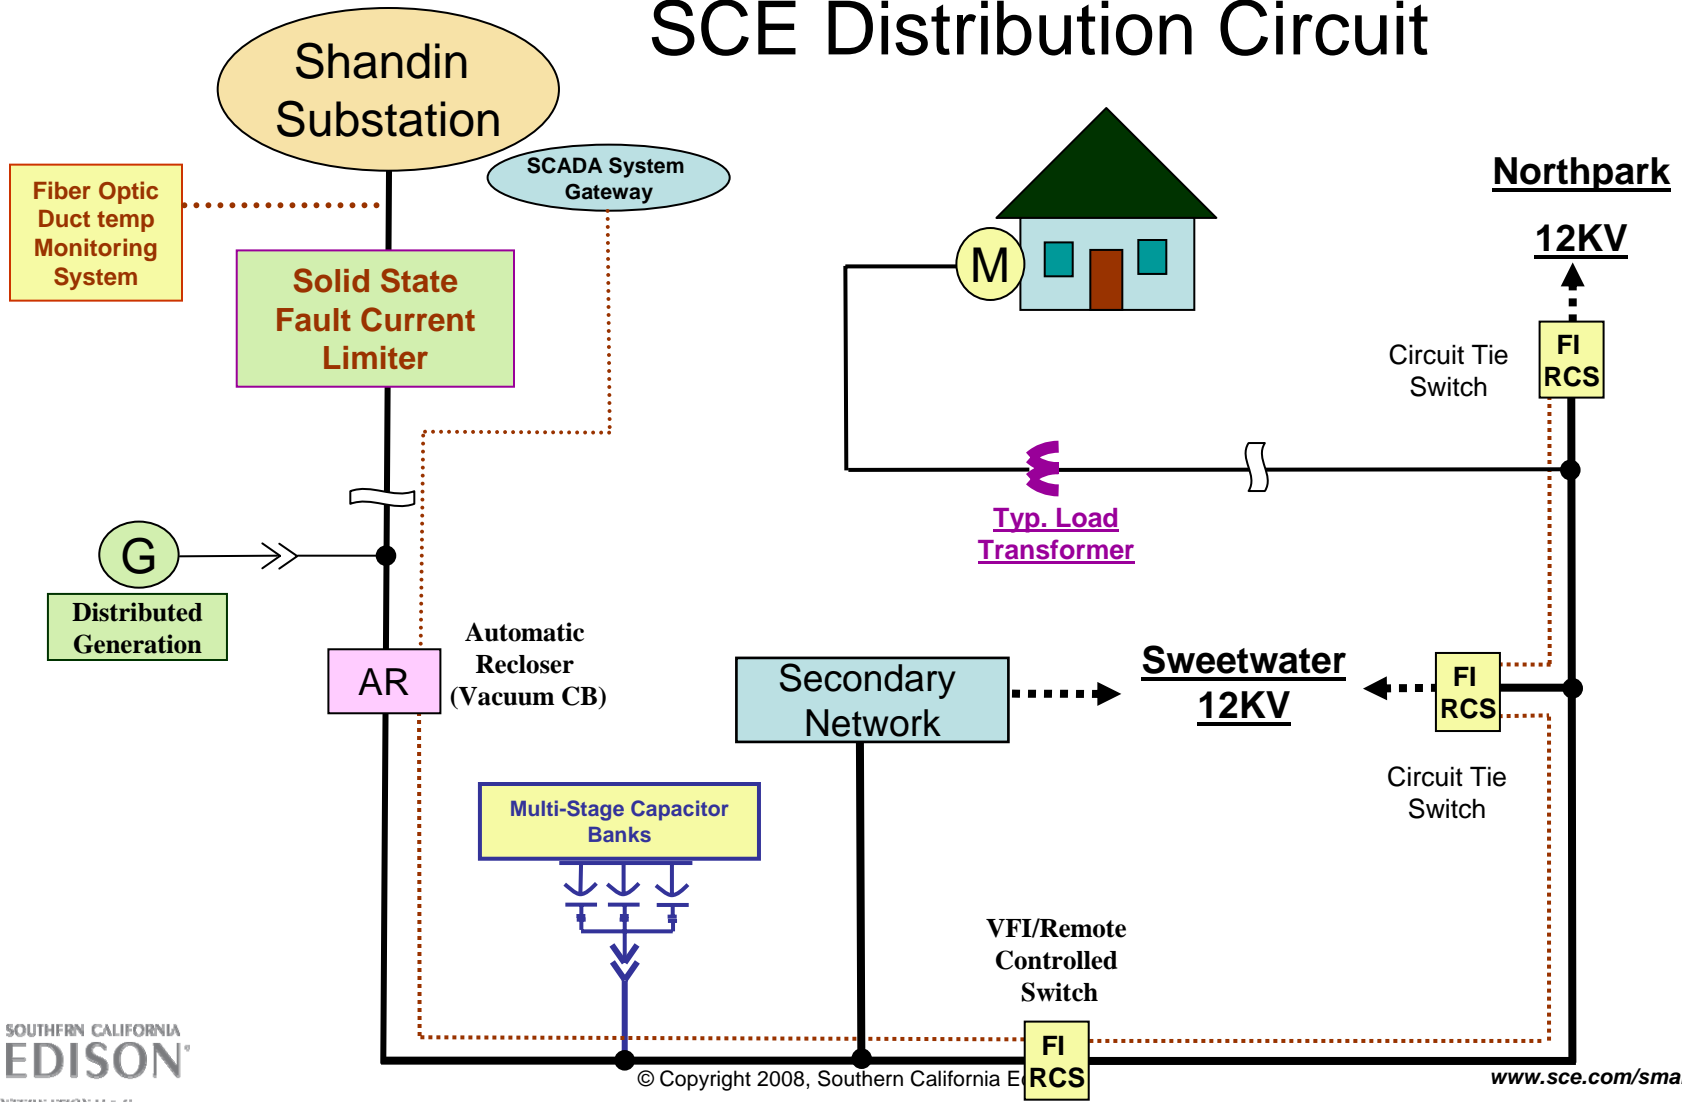 SCE Distribution Circuit
Shandin
Substation
SCADA System
Gateway
Fiber Optic
Duct temp
Monitoring
System
Solid State
Fault Current
Limiter
M
Northpark
12KV
FI
RCS
Circuit Tie
Switch
Typ. Load
Transformer
G
Distributed
Generation
AR
Automatic
Recloser
(Vacuum CB)
Secondary
Network
Sweetwater
12KV
FI
RCS
Circuit Tie
Switch
Multi-Stage Capacitor
Banks
VFI/Remote
Controlled
Switch
FI
RCS
SOUTHERN CALIFORNIA
EDISON®
© Copyright 2008, Southern California E
www.sce.com/sma